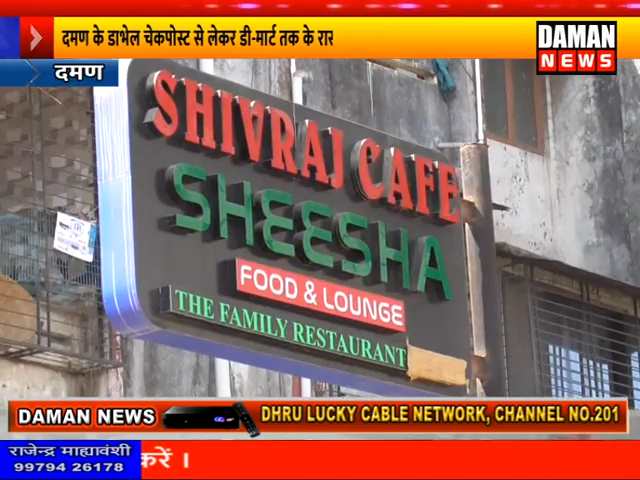 दमण के डाभेल चेकपोस्ट से लेकर डी-मार्ट तक के रास
DAMAN
NEWS
दमण
SHIVRAJ CAFE
SHEESHA
FOOD & LOUNGE
THE FAMILY RESTAURANT
DAMAN NEWS
DHRU LUCKY CABLE NETWORK, CHANNEL NO.201
राजेन्द्र माह्यावंशी
99794 26178
करें ।